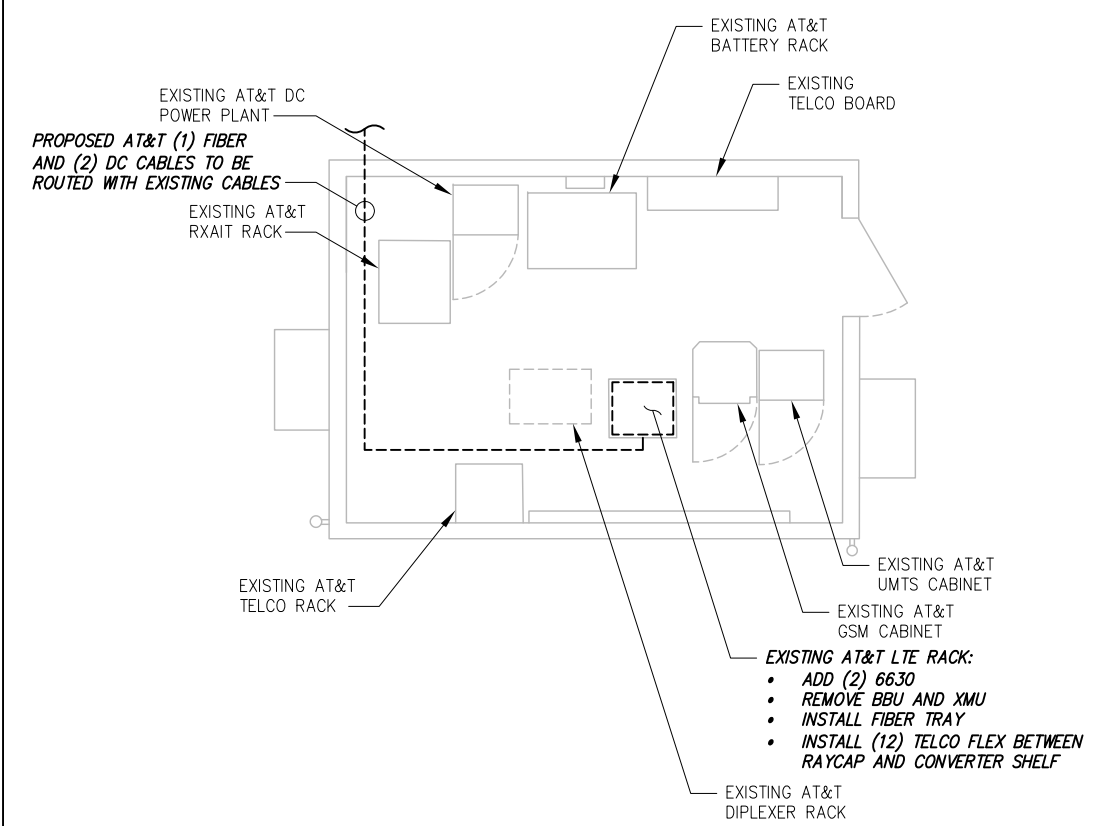 EXISTING AT&T
BATTERY RACK
EXISTING
TELCO BOARD
EXISTING AT&T DC
POWER PLANT
PROPOSED AT&T (1) FIBER
AND (2) DC CABLES TO BE
ROUTED WITH EXISTING CABLES
EXISTING AT&T
RXAIT RACK
EXISTING AT&T
TELCO RACK
EXISTING AT&T
UMTS CABINET
EXISTING AT&T
GSM CABINET
EXISTING AT&T LTE RACK:
• ADD (2) 6630
• REMOVE BBU AND XMU
• INSTALL FIBER TRAY
• INSTALL (12) TELCO FLEX BETWEEN
RAYCAP AND CONVERTER SHELF
EXISTING AT&T
DIPLEXER RACK